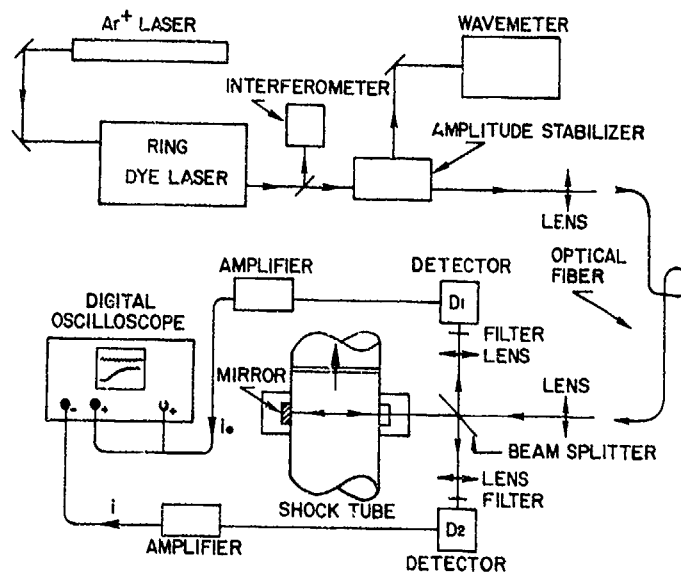 Ar+ LASER
WAVEMETER
INTERFEROMETER
AMPLITUDE STABILIZER
RING
DYE LASER
LENS
OPTICAL
FIBER
AMPLIFIER
DETECTOR
D1
DIGITAL
OSCILLOSCOPE
FILTER
LENS
MIRROR
LENS
- + +
i₀
BEAM SPLITTER
LENS
FILTER
SHOCK TUBE
i
AMPLIFIER
D2
DETECTOR